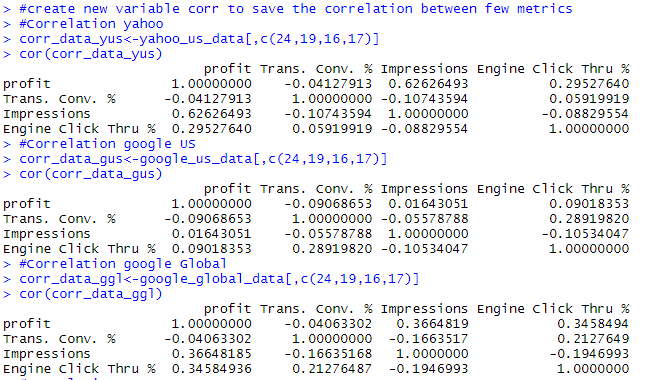 > #create new variable corr to save the correlation between few metrics
> #Correlation yahoo
> corr_data_yus<-yahoo_us_data[,c(24,19,16,17)]
> cor(corr_data_yus)
profit Trans. Conv. % Impressions Engine Click Thru %
profit 1.00000000 -0.04127913 0.62626493 0.29527640
Trans. Conv. % -0.04127913 1.00000000 -0.10743594 0.05919919
Impressions 0.62626493 -0.10743594 1.00000000 -0.08829554
Engine Click Thru % 0.29527640 0.05919919 -0.08829554 1.00000000
> #Correlation google US
> corr_data_gus<-google_us_data[,c(24,19,16,17)]
> cor(corr_data_gus)
profit Trans. Conv. % Impressions Engine Click Thru %
profit 1.00000000 -0.09068653 0.01643051 0.09018353
Trans. Conv. % -0.09068653 1.00000000 -0.05578788 0.28919820
Impressions 0.01643051 -0.05578788 1.00000000 -0.10534047
Engine Click Thru % 0.09018353 0.28919820 -0.10534047 1.00000000
> #Correlation google Global
> corr_data_ggl<-google_global_data[,c(24,19,16,17)]
> cor(corr_data_ggl)
profit Trans. Conv. % Impressions Engine Click Thru %
profit 1.00000000 -0.04063302 0.3664819 0.3458494
Trans. Conv. % -0.04063302 1.00000000 -0.1663517 0.2127649
Impressions 0.36648185 -0.16635168 1.0000000 -0.1946993
Engine Click Thru % 0.34584936 0.21276487 -0.1946993 1.0000000